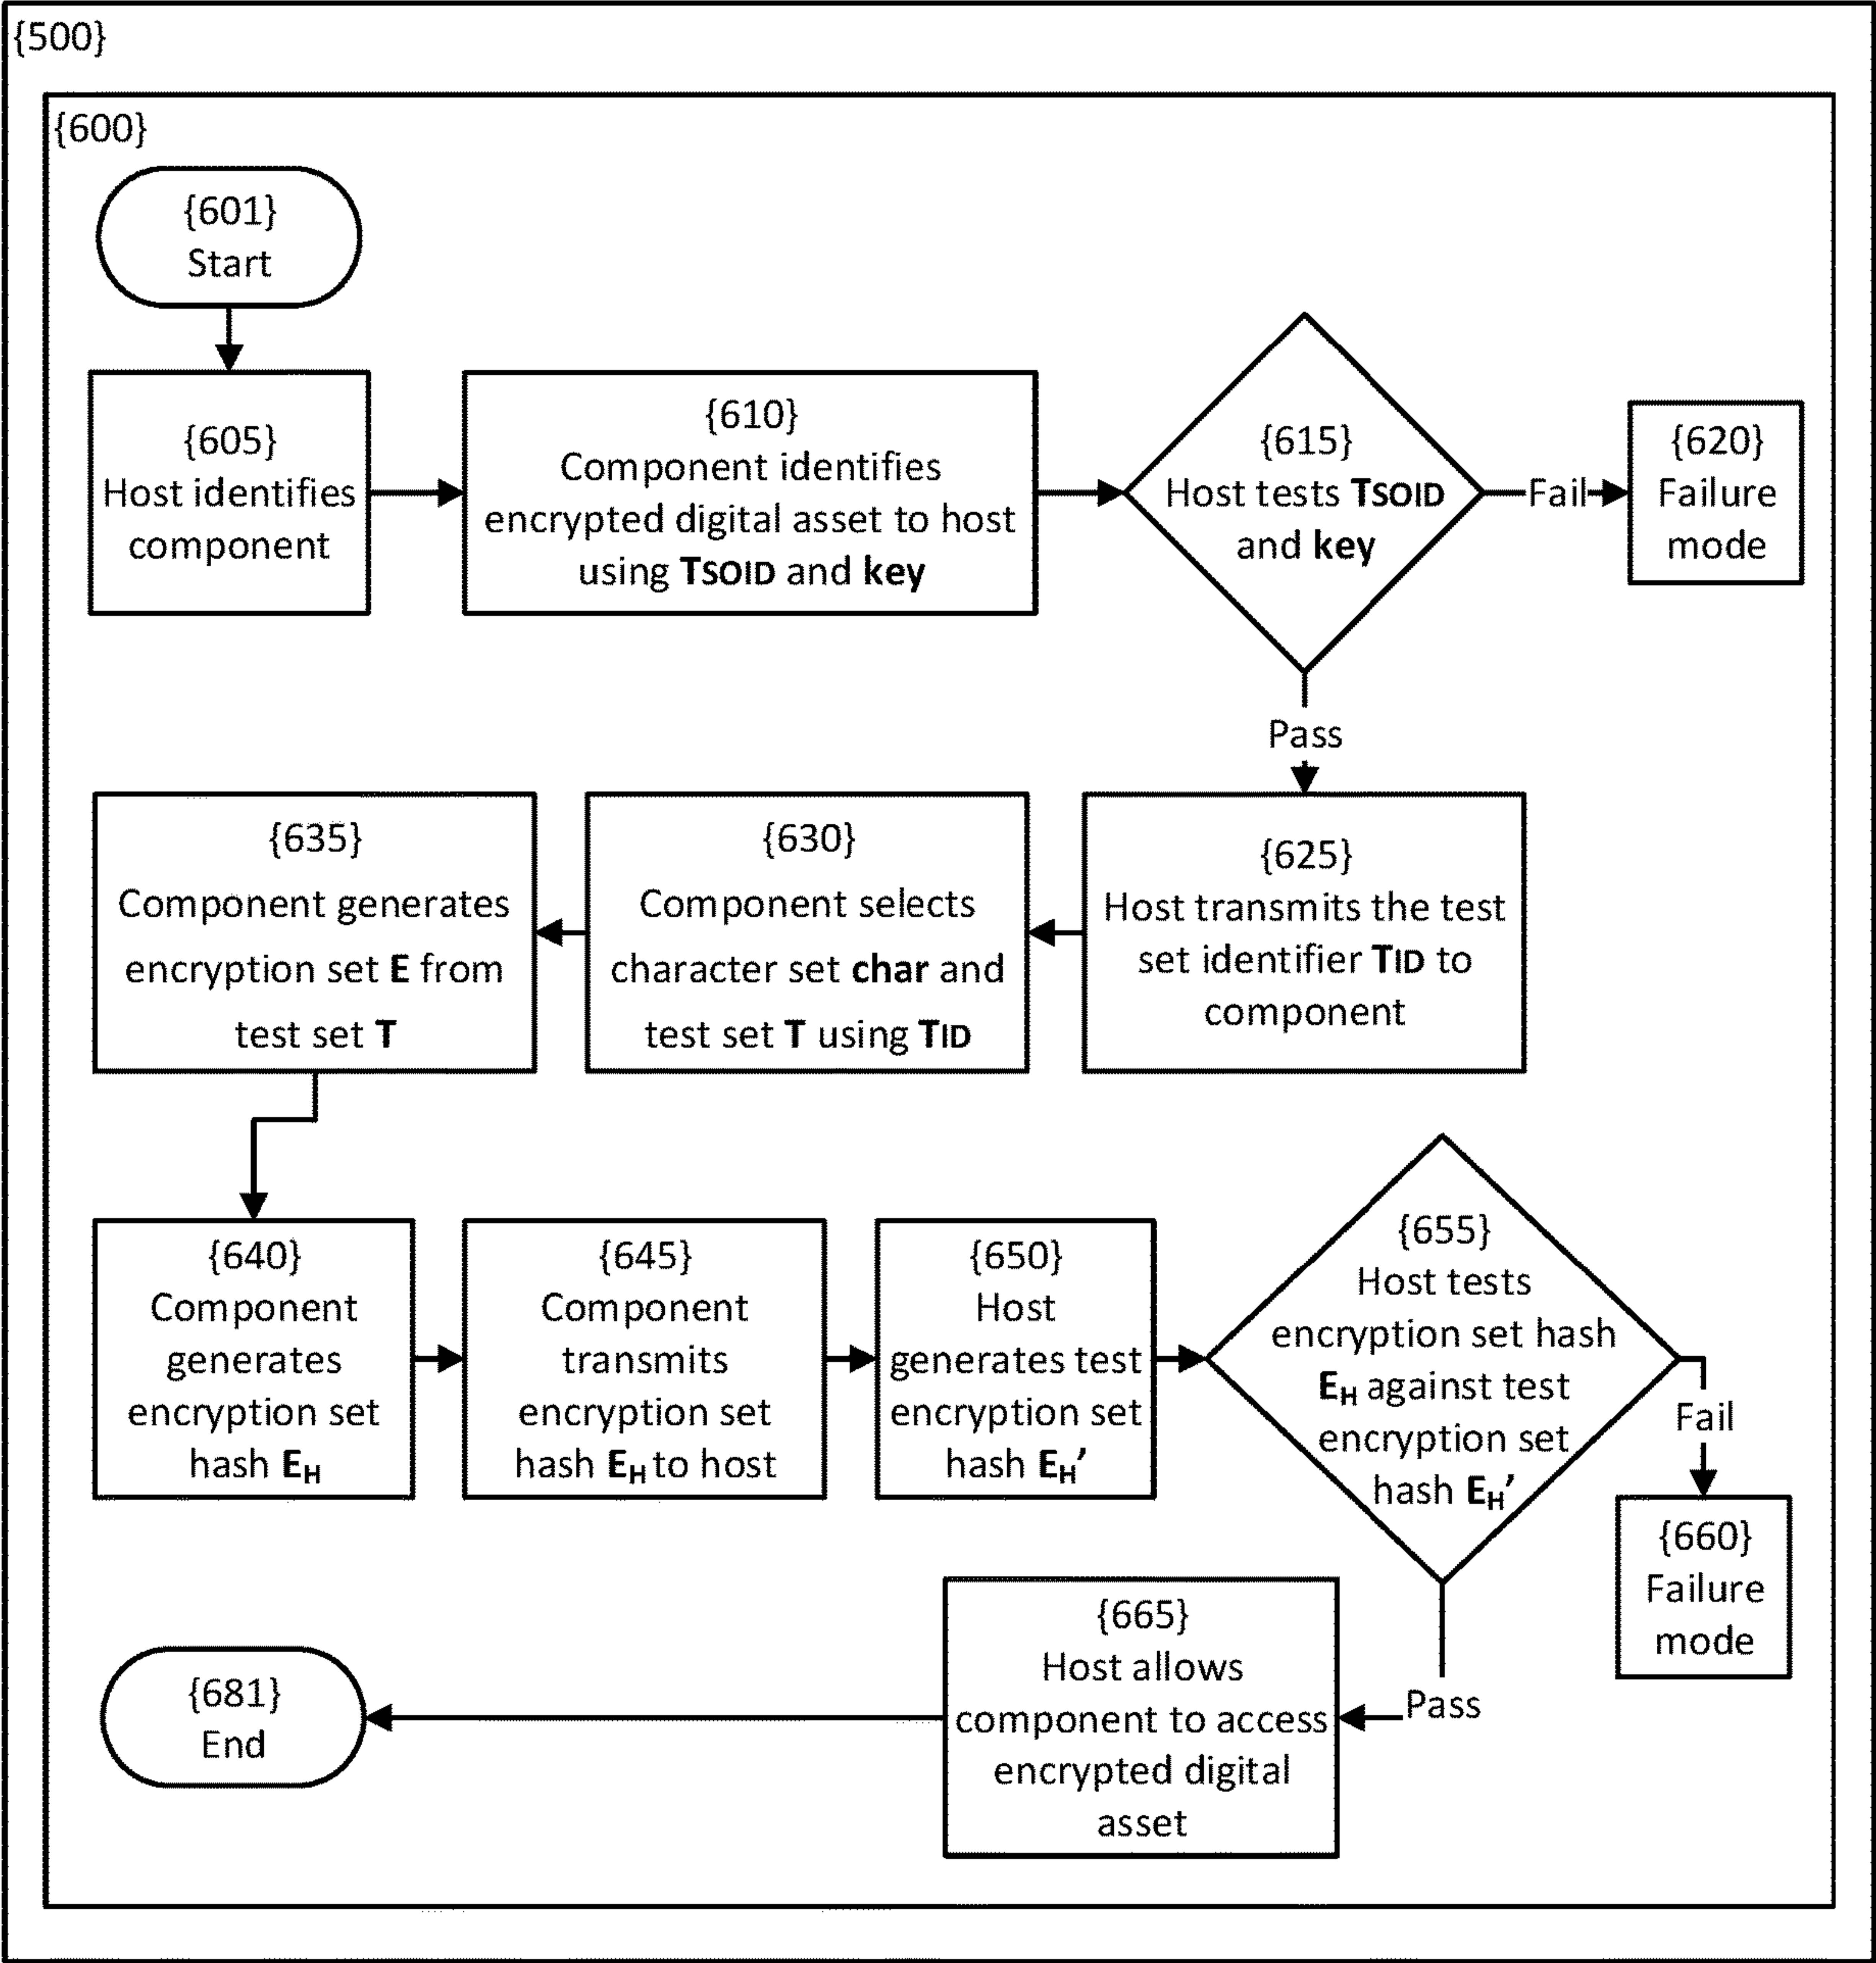 {500}
{600}
{601}
Start
{605}
Host identifies
component
{610}
Component identifies
encrypted digital asset to host
using TSOID and key
{615}
Host tests TSOID
and key
Fail
{620}
Failure
mode
Pass
{625}
Host transmits the test
set identifier TID to
component
{630}
Component selects
character set char and
test set T using TID
{635}
Component generates
encryption set E from
test set T
{640}
Component
generates
encryption set
hash EH
{645}
Component
transmits
encryption set
hash EH to host
{650}
Host
generates test
encryption set
hash EH’
{655}
Host tests
encryption set hash
EH against test
encryption set
hash EH’
Fail
{660}
Failure
mode
Pass
{665}
Host allows
component to access
encrypted digital
asset
{681}
End